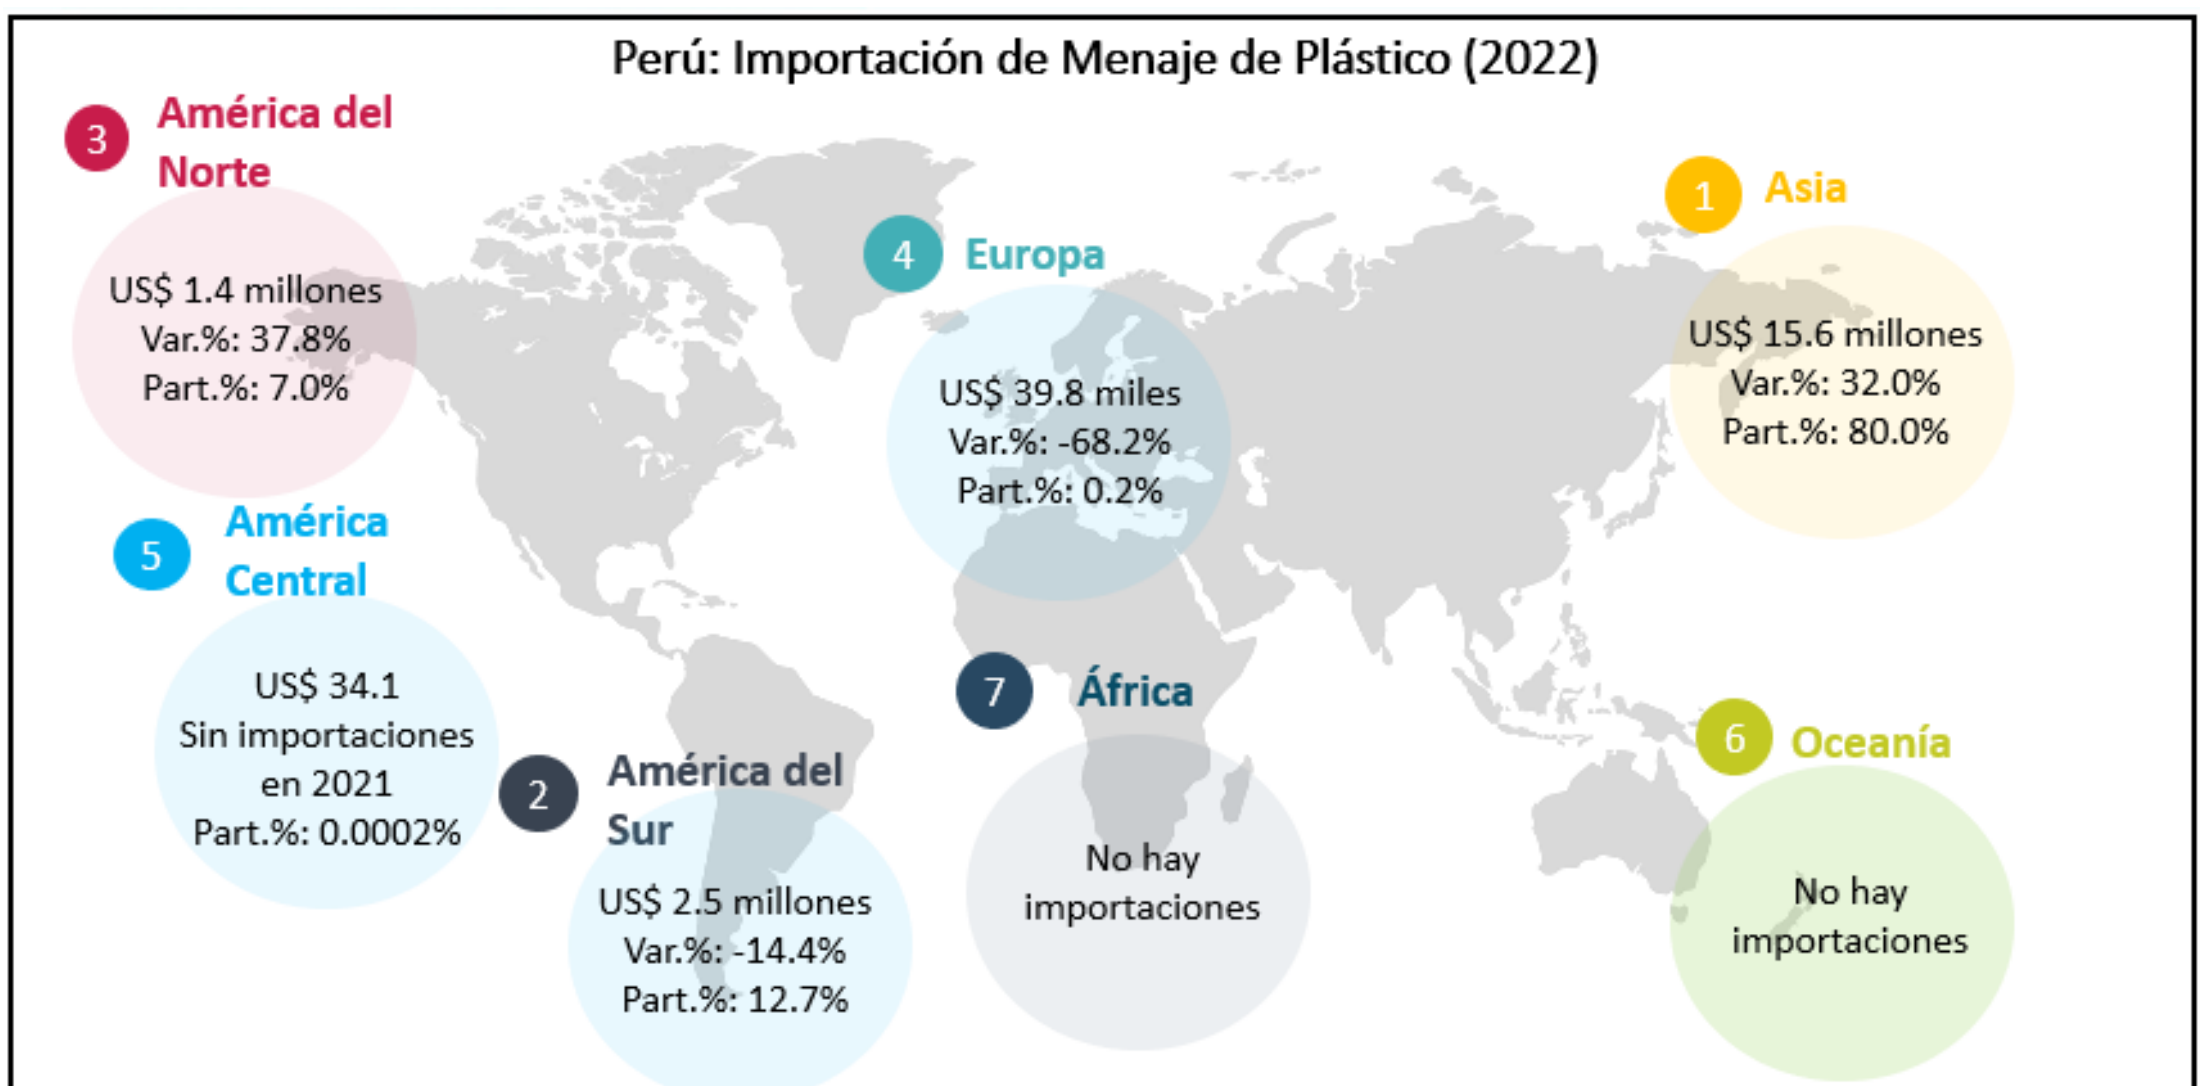 Perú: Importación de Menaje de Plástico (2022)
3
América del
Norte
US$ 1.4 millones
Var.%: 37.8%
Part.%: 7.0%
4
Europa
US$ 39.8 miles
Var.%: -68.2%
Part.%: 0.2%
1
Asia
US$ 15.6 millones
Var.%: 32.0%
Part.%: 80.0%
5
América
Central
US$ 34.1
Sin importaciones
en 2021
Part.%: 0.0002%
2
América del
Sur
US$ 2.5 millones
Var.%: -14.4%
Part.%: 12.7%
7
África
No hay
importaciones
6
Oceanía
No hay
importaciones